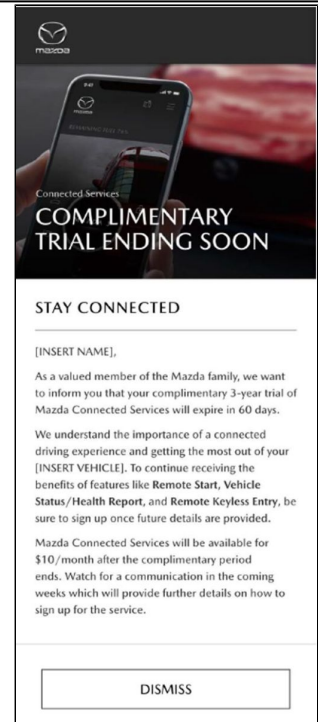 mazda
9:41
mazda
Connected Services
COMPLIMENTARY
TRIAL ENDING SOON
STAY CONNECTED
[INSERT NAME],
As a valued member of the Mazda family, we want
to inform you that your complimentary 3-year trial of
Mazda Connected Services will expire in 60 days.
We understand the importance of a connected
driving experience and getting the most out of your
[INSERT VEHICLE]. To continue receiving the
benefits of features like Remote Start, Vehicle
Status/Health Report, and Remote Keyless Entry, be
sure to sign up once future details are provided.
Mazda Connected Services will be available for
$10/month after the complimentary period
ends. Watch for a communication in the coming
weeks which will provide further details on how to
sign up for the service.
DISMISS